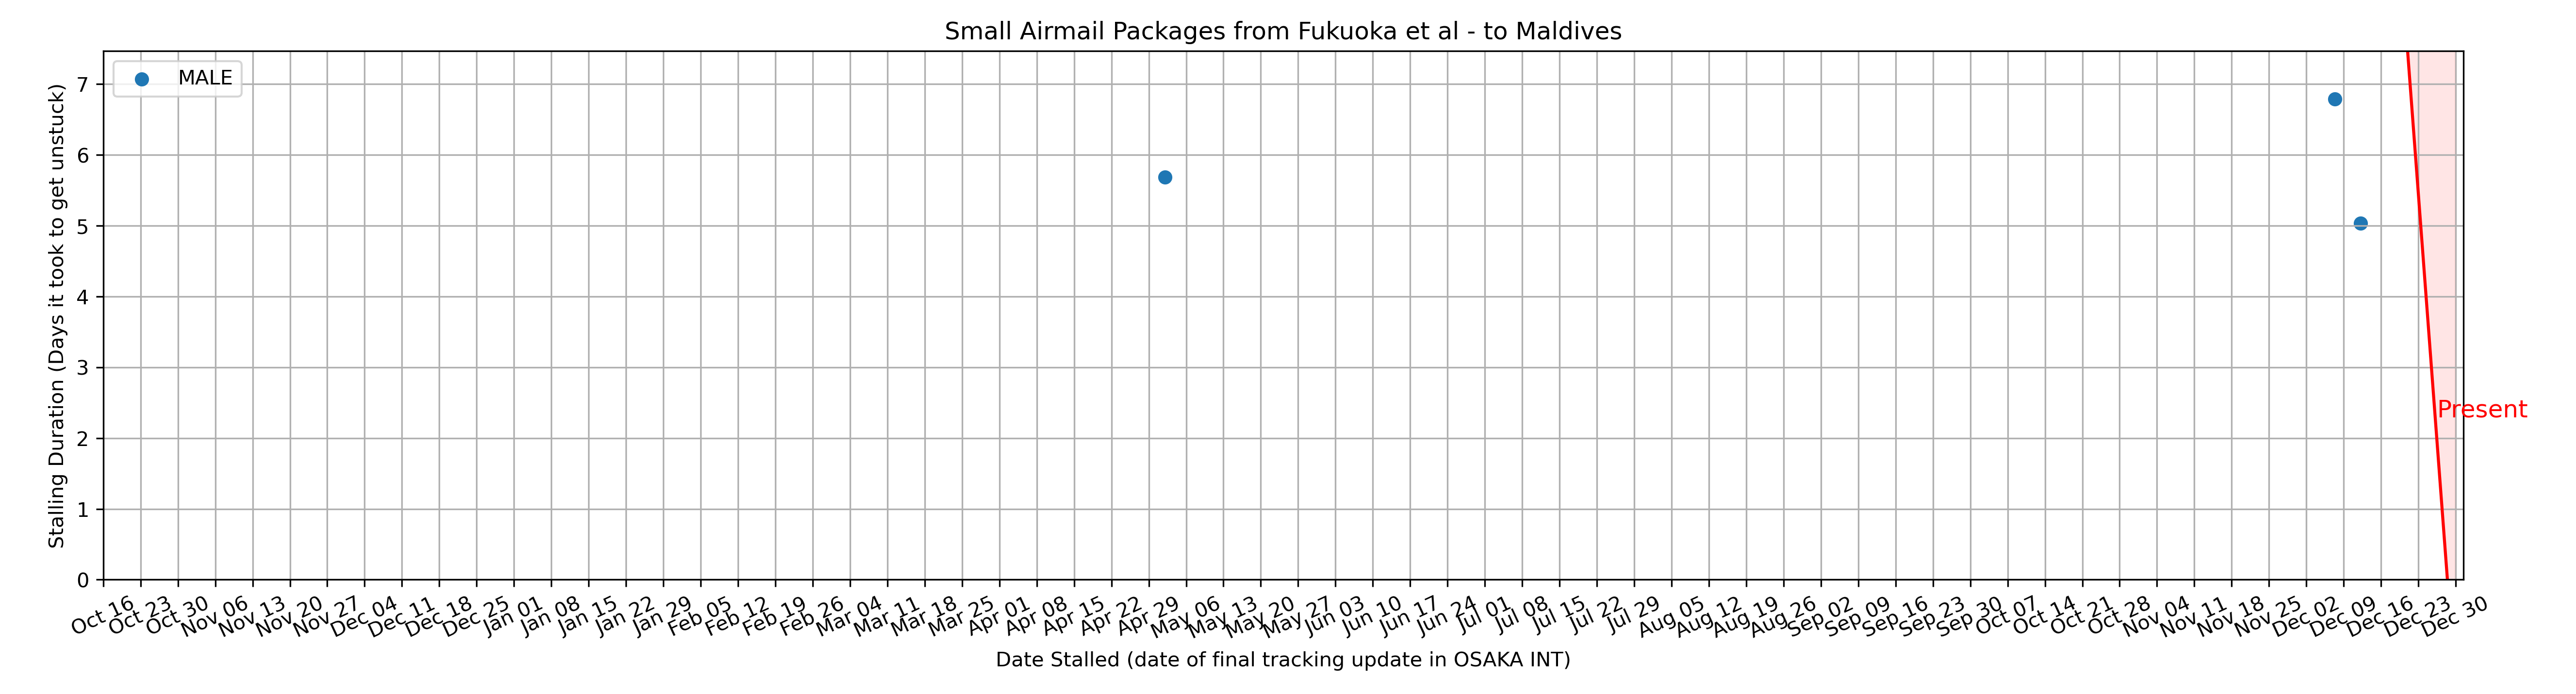 Small Airmail Packages from Fukuoka et al - to Maldives
MALE
Stalling Duration (Days it took to get unstuck)
7
6
5
4
3
2
1
0
Present
Oct 16
Oct 23
Oct 30
Nov 06
Nov 13
Nov 20
Nov 27
Dec 04
Dec 11
Dec 18
Dec 25
Jan 01
Jan 08
Jan 15
Jan 22
Jan 29
Feb 05
Feb 12
Feb 19
Feb 26
Mar 04
Mar 11
Mar 18
Mar 25
Apr 01
Apr 08
Apr 15
Apr 22
Apr 29
May 06
May 13
May 20
May 27
Jun 03
Jun 10
Jun 17
Jun 24
Jul 01
Jul 08
Jul 15
Jul 22
Jul 29
Aug 05
Aug 12
Aug 19
Aug 26
Sep 02
Sep 09
Sep 16
Sep 23
Sep 30
Oct 07
Oct 14
Oct 21
Oct 28
Nov 04
Nov 11
Nov 18
Nov 25
Dec 02
Dec 09
Dec 16
Dec 23
Dec 30
Date Stalled (date of final tracking update in OSAKA INT)